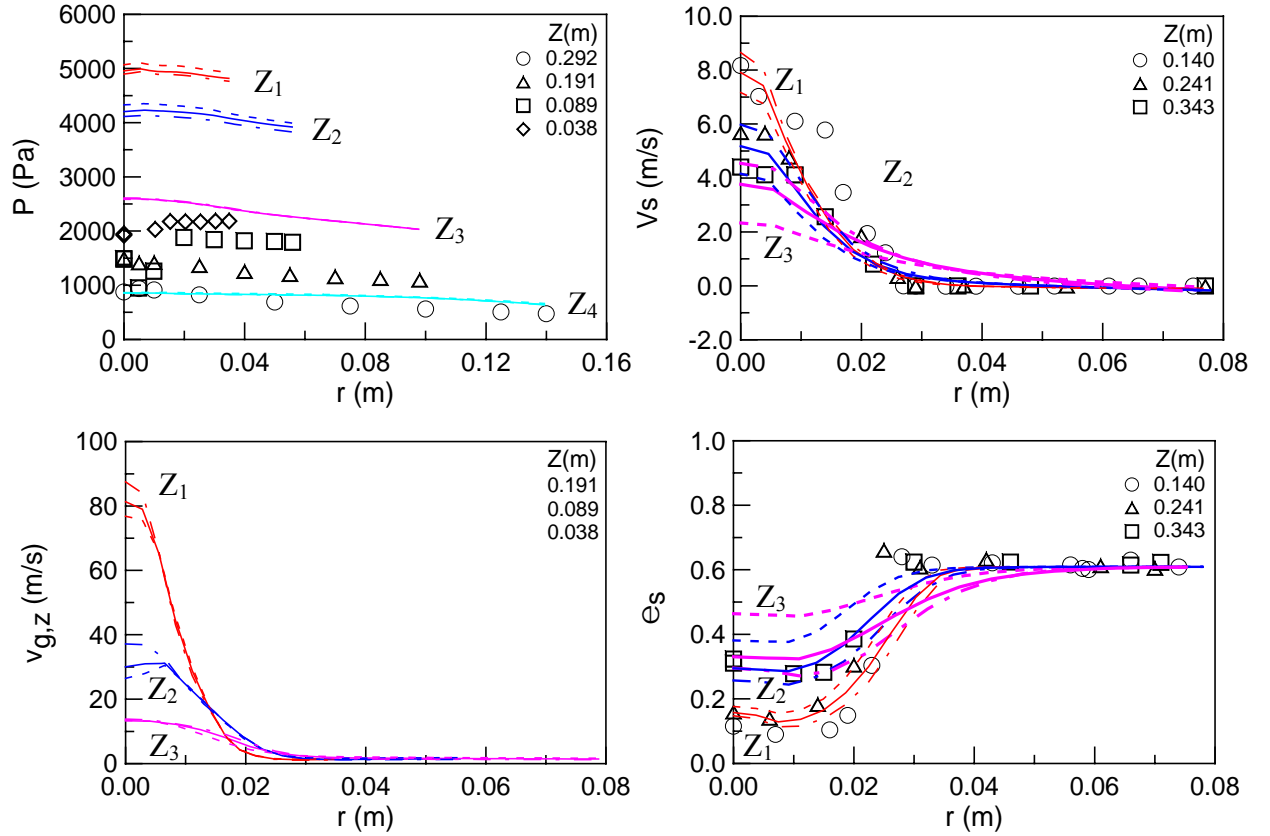 6000
5000
4000
3000
2000
1000
0
P (Pa)
Z(m)
0.292
0.191
0.089
0.038
Z1
Z2
Z3
Z4
0.00 0.04 0.08 0.12 0.16
r (m)
10.0
8.0
6.0
4.0
2.0
0.0
-2.0
Vs (m/s)
Z(m)
0.140
0.241
0.343
Z1
Z2
Z3
0.00 0.02 0.04 0.06 0.08
r (m)
100
80
60
40
20
0
vg,z (m/s)
Z(m)
0.191
0.089
0.038
Z1
Z2
Z3
0.00 0.02 0.04 0.06 0.08
r (m)
1.0
0.8
0.6
0.4
0.2
0.0
es
Z(m)
0.140
0.241
0.343
Z3
Z2
Z1
0.00 0.02 0.04 0.06 0.08
r (m)